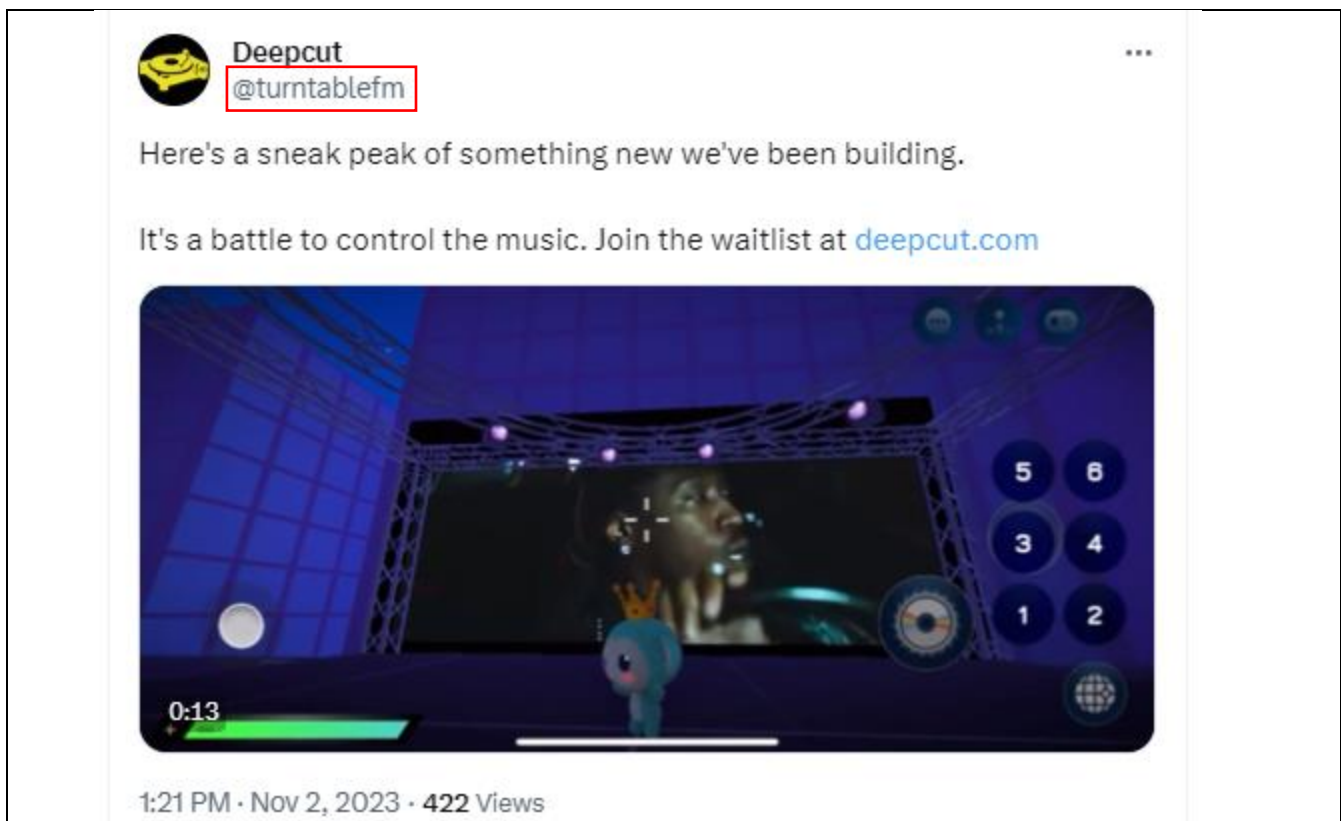 Deepcut
@turntablefm
Here's a sneak peak of something new we've been building.
It's a battle to control the music. Join the waitlist at deepcut.com
5 6
3 4
1 2
0:13
1:21 PM · Nov 2, 2023 · 422 Views